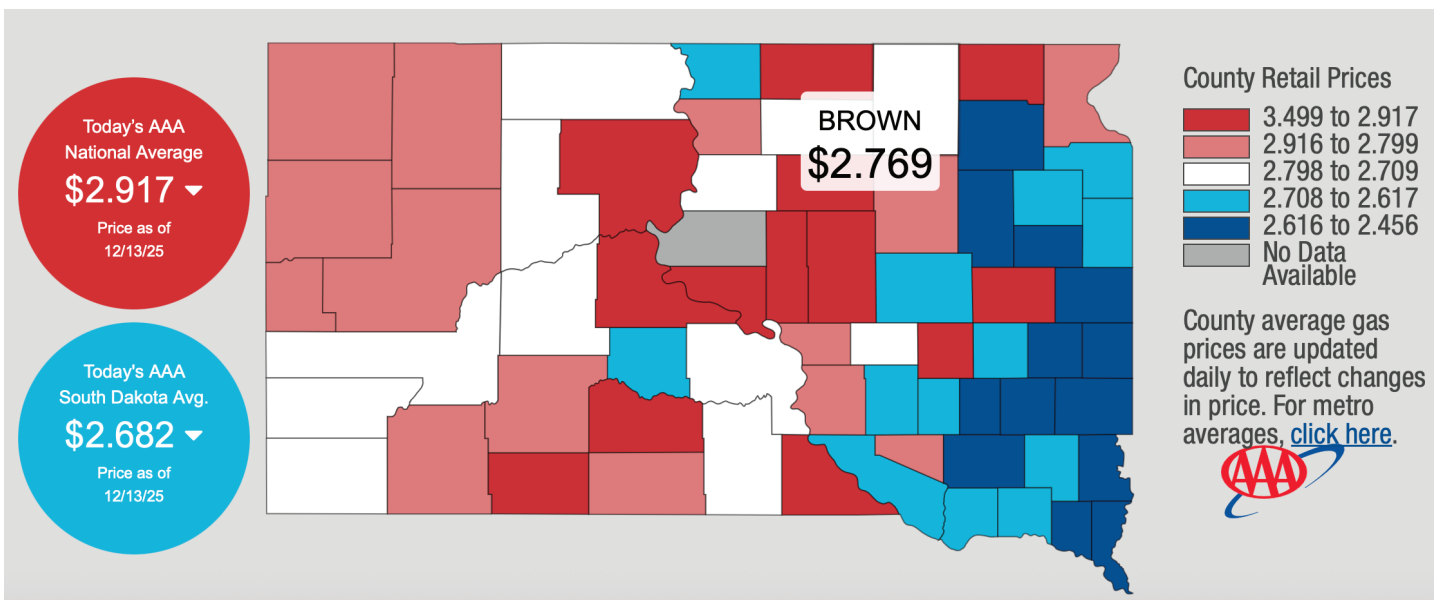 Today's AAA
National Average
$2.917
Price as of
12/13/25
Today's AAA
South Dakota Avg.
$2.682
Price as of
12/13/25
BROWN
$2.769
County Retail Prices
3.499 to 2.917
2.916 to 2.799
2.798 to 2.709
2.708 to 2.617
2.616 to 2.456
No Data
Available
County average gas
prices are updated
daily to reflect changes
in price. For metro
averages, click here.
AAA